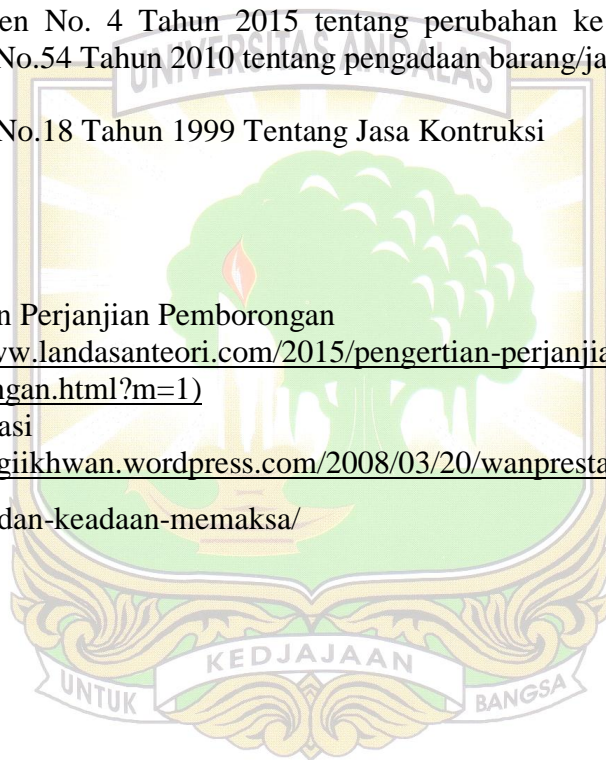 en No. 4 Tahun 2015 tentang perubahan ke
No.54 Tahun 2010 tentang pengadaan barang/ja
UNIVERSITAS ANDALAS
No.18 Tahun 1999 Tentang Jasa Kontruksi
n Perjanjian Pemborongan
ww.landasanteori.com/2015/pengertian-perjanjia
ngan.html?m=1)
asi
giikhwan.wordpress.com/2008/03/20/wanpresta
dan-keadaan-memaksa/
KEDJAJAAN
UNTUK BANGSA